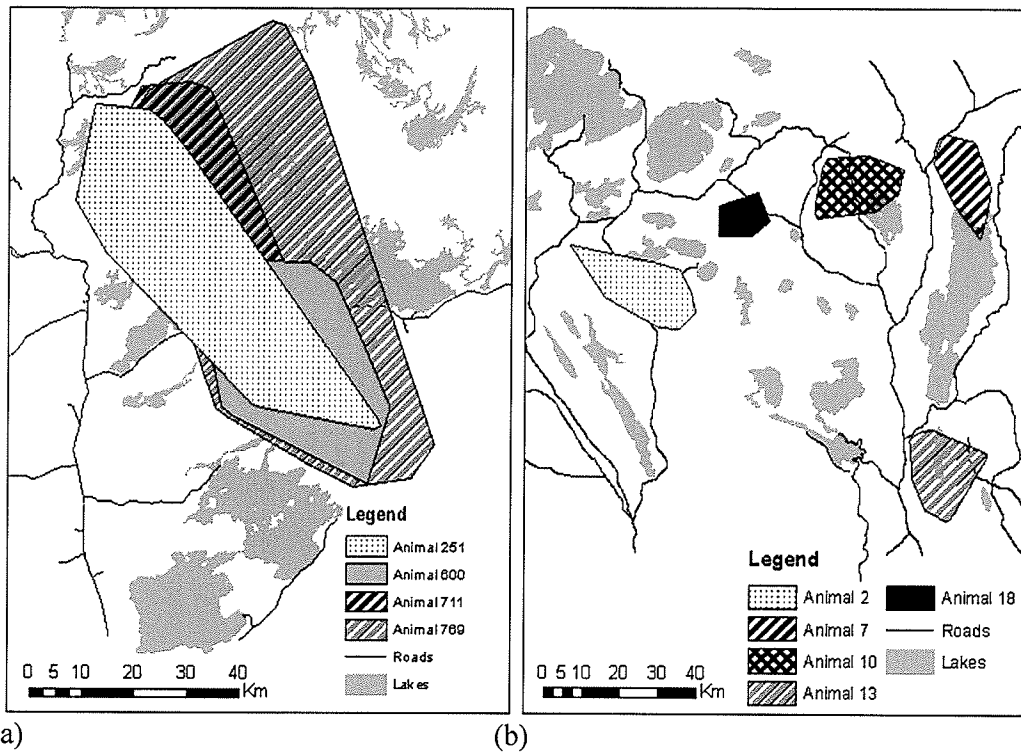 Legend
Animal 251
Animal 600
Animal 711
Animal 769
Roads
Lakes
0 5 10 20 30 40
Km
a)
Legend
Animal 2
Animal 18
Animal 7
Roads
Animal 10
Lakes
Animal 13
0 5 10 20 30 40
Km
(b)